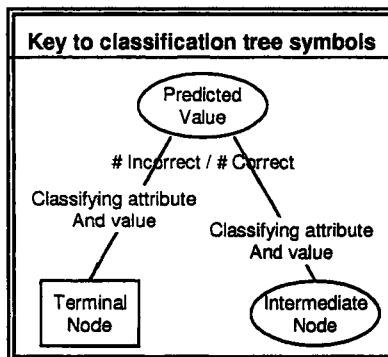 Key to classification tree symbols
Predicted
Value
# Incorrect / # Correct
Classifying attribute
And value
Classifying attribute
And value
Terminal
Node
Intermediate
Node